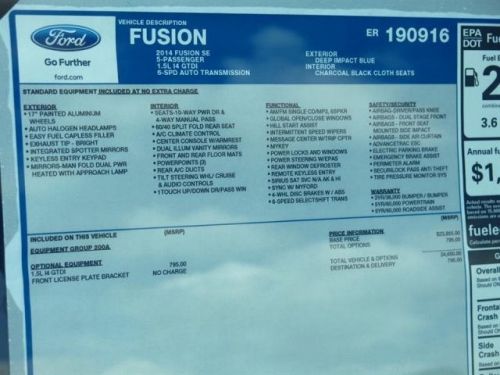 Ford
Go Further
ford.com
VEHICLE DESCRIPTION
FUSION
2014 FUSION SE
5-PASSENGER
1.5L I4 GTDI
6-SPD AUTO TRANSMISSION
ER 190916
EXTERIOR
DEEP IMPACT BLUE
INTERIOR
CHARCOAL BLACK CLOTH SEATS
STANDARD EQUIPMENT INCLUDED AT NO EXTRA CHARGE
EXTERIOR
• 17" PAINTED ALUMINUM
WHEELS
• AUTO HALOGEN HEADLAMPS
• EASY FUEL CAPLESS FILLER
• EXHAUST TIP - BRIGHT
• INTEGRATED SPOTTER MIRRORS
• KEYLESS ENTRY KEYPAD
• MIRRORS-MAN FOLD DUAL PWR
HEATED WITH APPROACH LAMP
INTERIOR
• SEATS-10-WAY PWR DR &
4-WAY MANUAL PASS
• 60/40 SPLIT FOLD REAR SEAT
• A/C CLIMATE CONTROL
• CENTER CONSOLE W/ARMREST
• DUAL ILLUM VANITY MIRRORS
• FRONT AND REAR FLOOR MATS
• POWERPOINTS (3)
• REAR A/C DUCTS
• TILT STEERING WHL/ CRUISE
& AUDIO CONTROLS
• 1TOUCH UP/DOWN DR/PASS WIN
FUNCTIONAL
• AM/FM SINGLE CD/MP3, 6SPKR
• GLOBAL OPEN/CLOSE WINDOWS
• HILL START ASSIST
• INTERMITTENT SPEED WIPERS
• MESSAGE CENTER W/TRIP CPTR
• MYKEY
• POWER LOCKS AND WINDOWS
• POWER STEERING W/EPAS
• REAR WINDOW DEFROSTER
• REMOTE KEYLESS ENTRY
• SIRIUS SAT SVC N/A AK & HI
• SYNC W/ MYFORD
• 4-WHL DISC BRAKES W / ABS
• 6-SPEED SELECTSHIFT TRANS
SAFETY/SECURITY
• AIRBAG-DRIVER/PASS KNEE
• AIRBAGS - DUAL STAGE FRONT
• AIRBAGS - FRONT SEAT
MOUNTED SIDE IMPACT
• AIRBAGS - SIDE AIR CURTAIN
• ADVANCETRAC ESC
• ELECTRIC PARKING BRAKE
• EMERGENCY BRAKE ASSIST
• PERIMETER ALARM
• SECURILOCK PASS ANTI THEFT
• TIRE PRESSURE MONITOR SYS
WARRANTY
• 3YR/36,000 BUMPER / BUMPER
• 5YR/60,000 POWERTRAIN
• 5YR/60,000 ROADSIDE ASSIST
INCLUDED ON THIS VEHICLE
(MSRP)
EQUIPMENT GROUP 200A
OPTIONAL EQUIPMENT
1.5L I4 GTDI 795.00
FRONT LICENSE PLATE BRACKET NO CHARGE
PRICE INFORMATION
(MSRP)
BASE PRICE $23,855.00
TOTAL OPTIONS 795.00
TOTAL VEHICLE & OPTIONS 24,650.00
DESTINATION & DELIVERY 795.00
EPA
DOT
Fue
Fuel E
2
3.6
Annual fu
$1,
fuele
Overall
Frontal
Crash
Side
Crash